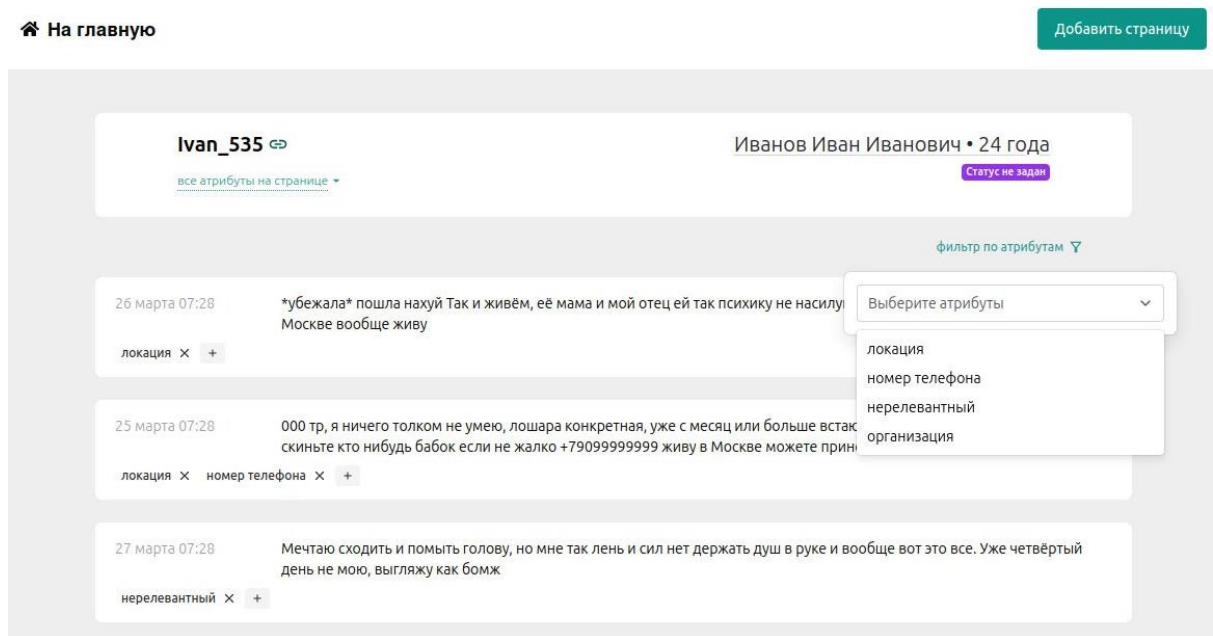 На главную
Добавить страницу
Ivan_535
Иванов Иван Иванович • 24 года
все атрибуты на странице
Статус не задан
фильтр по атрибутам
26 марта 07:28
*убежала* пошла нахуй Так и живём, её мама и мой отец ей так психику не насилу
Москве вообще живу
локация × +
Выберите атрибуты
локация
номер телефона
нерелевантный
организация
25 марта 07:28
000 тр, я ничего толком не умею, лошара конкретная, уже с месяц или больше встаю
скиньте кто нибудь бабок если не жалко +79099999999 живу в Москве можете прин
локация × номер телефона × +
27 марта 07:28
Мечтаю сходить и помыть голову, но мне так лень и сил нет держать душ в руке и вообще вот это все. Уже четвёртый
день не мою, выгляжу как бомж
нерелевантный × +